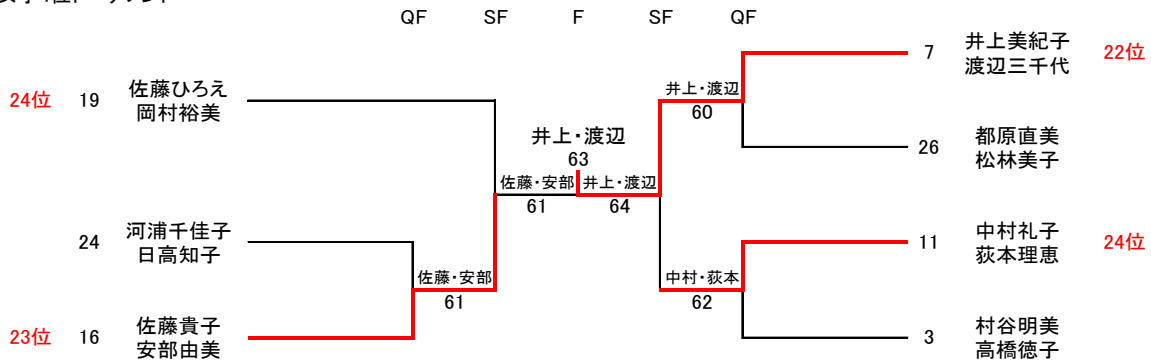 QF SF F SF QF
24位 19 佐藤ひろえ
岡村裕美
24 河浦千佳子
日高知子
23位 16 佐藤貴子
安部由美
佐藤・安部
61
佐藤・安部
61
井上・渡辺
63
井上・渡辺
64
井上・渡辺
60
中村・荻本
62
7 井上美紀子 22位
渡辺三千代
26 都原直美
松林美子
11 中村礼子 24位
荻本理恵
3 村谷明美
高橋徳子